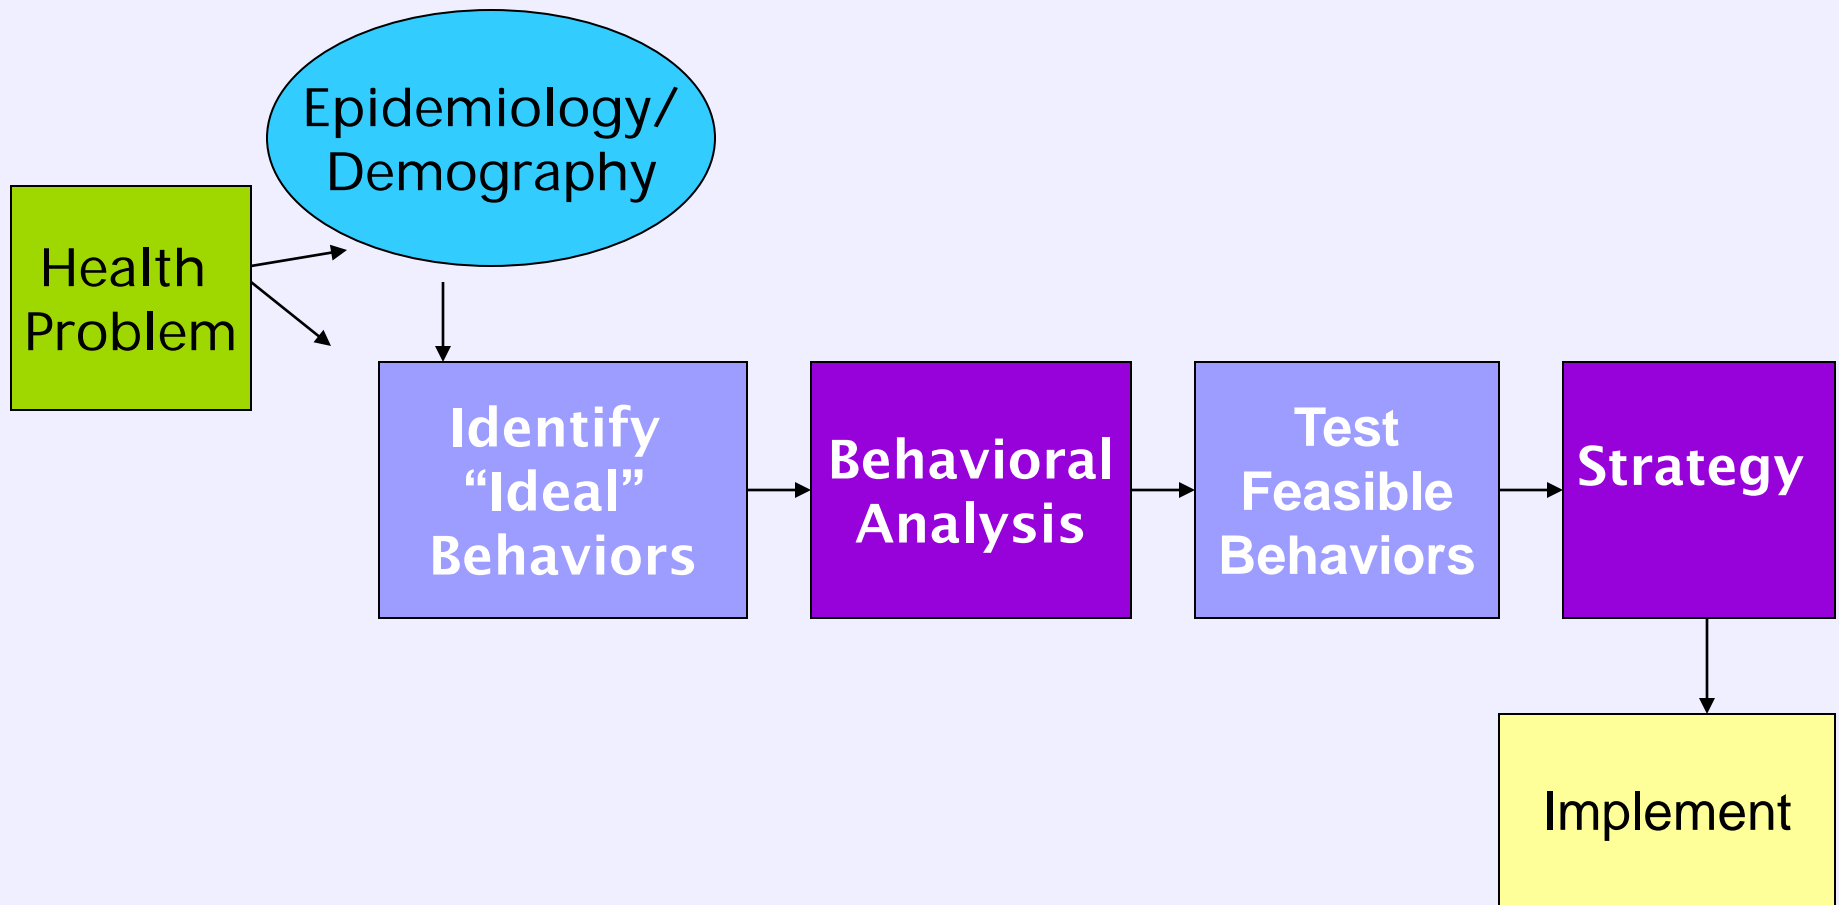 Epidemiology/
Demography
Health
Problem
Identify
“Ideal”
Behaviors
Behavioral
Analysis
Test
Feasible
Behaviors
Strategy
Implement